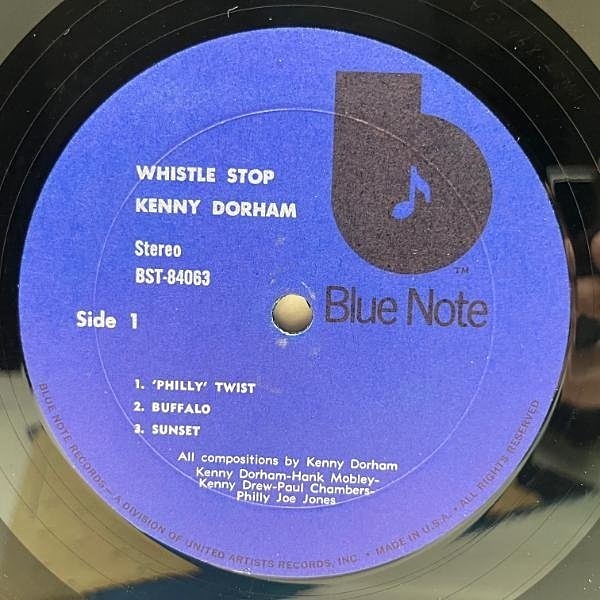 WHISTLE STOP
KENNY DORHAM
Stereo
BST-84063
Side 1
TM
Blue Note
1. 'PHILLY' TWIST
2. BUFFALO
3. SUNSET
All compositions by Kenny Dorham
Kenny Dorham-Hank Mobley-
Kenny Drew-Paul Chambers-
Philly Joe Jones
BLUE NOTE RECORDS — A DIVISION OF UNITED ARTISTS RECORDS, INC. • MADE IN U.S.A. • ALL RIGHTS RESERVED